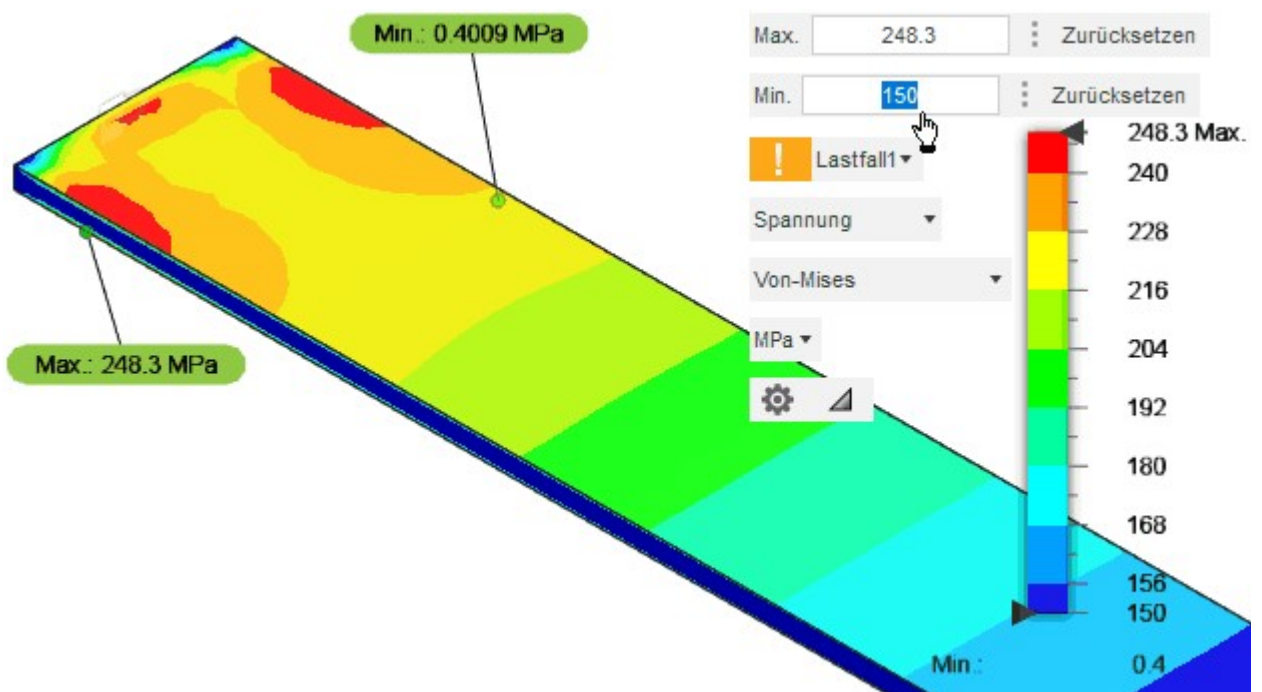 Min.: 0.4009 MPa
Max. 248.3 Zurücksetzen
Min. 150 Zurücksetzen
248.3 Max.
! Lastfall1
240
Spannung
228
Von-Mises
216
MPa
204
Max.: 248.3 MPa
192
180
168
156
150
Min.: 0.4